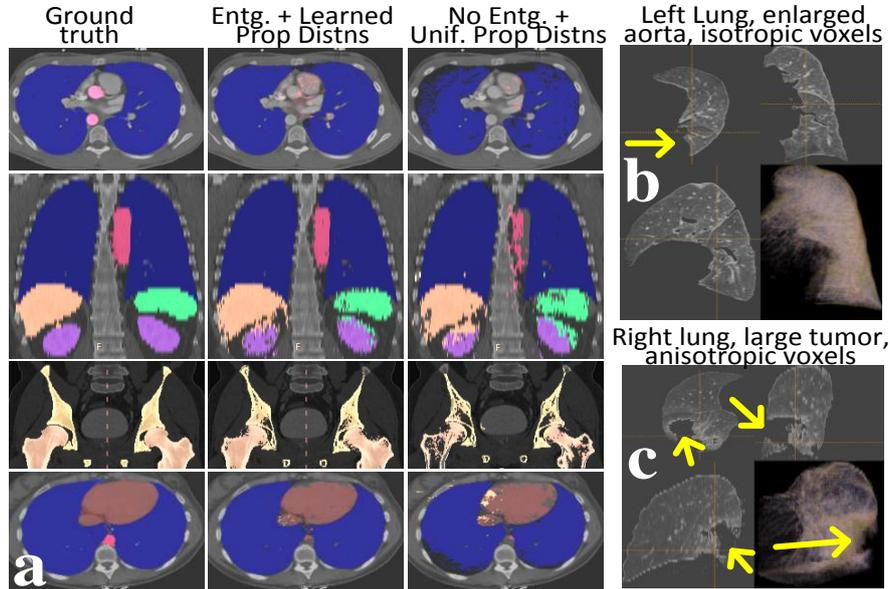 Ground
truth
Entg. + Learned
Prop Distns
No Entg. +
Unif. Prop Distns
Left Lung, enlarged
aorta, isotropic voxels
b
F
F
Right lung, large tumor,
anisotropic voxels
c
a